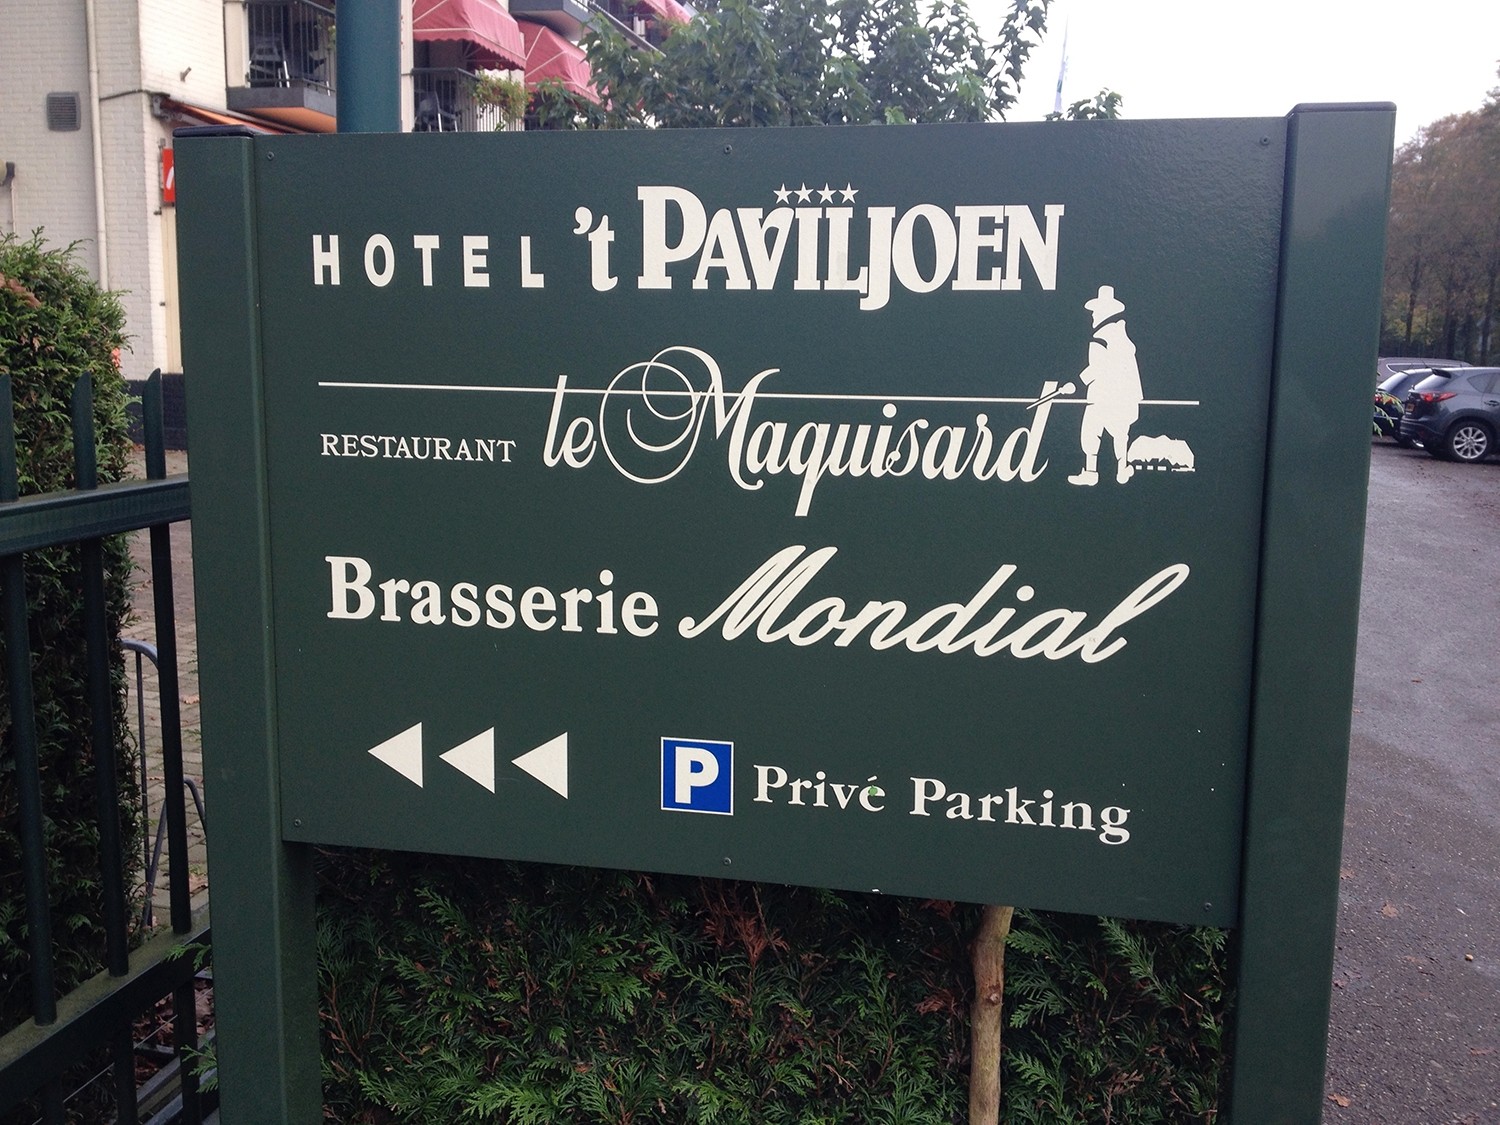 HOTEL 't PAVILJOEN
RESTAURANT le Maquisard
Brasserie Mondial
P Privé Parking